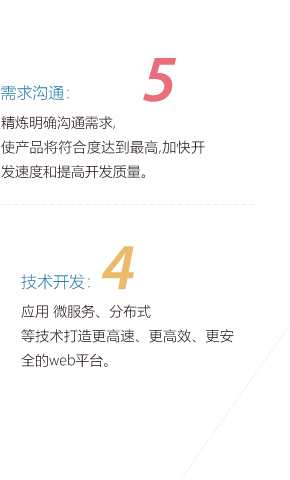 需求沟通: 5
精炼明确沟通需求,
使产品将符合度达到最高,加快开
发速度和提高开发质量。
技术开发: 4
应用 微服务、分布式
等技术打造更高速、更高效、更安
全的web平台。